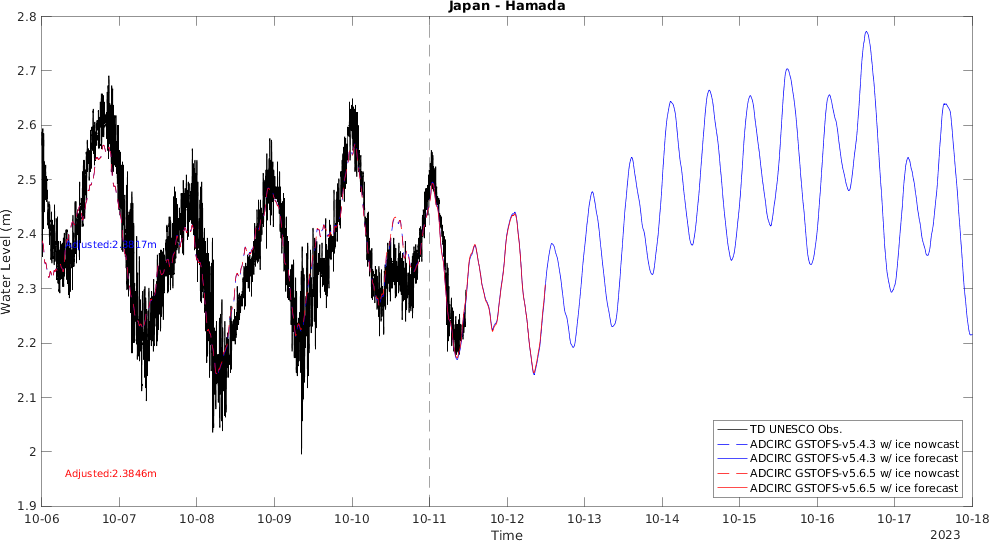 Japan - Hamada
Water Level (m)
2.8
2.7
2.6
2.5
2.4
2.3
2.2
2.1
2
1.9
Adjusted:2.3846m
TD UNESCO Obs.
ADCIRC GSTOFS-v5.4.3 w/ ice nowcast
ADCIRC GSTOFS-v5.4.3 w/ ice forecast
ADCIRC GSTOFS-v5.6.5 w/ ice nowcast
ADCIRC GSTOFS-v5.6.5 w/ ice forecast
10-06 10-07 10-08 10-09 10-10 10-11 10-12 10-13 10-14 10-15 10-16 10-17 10-18
Time
2023